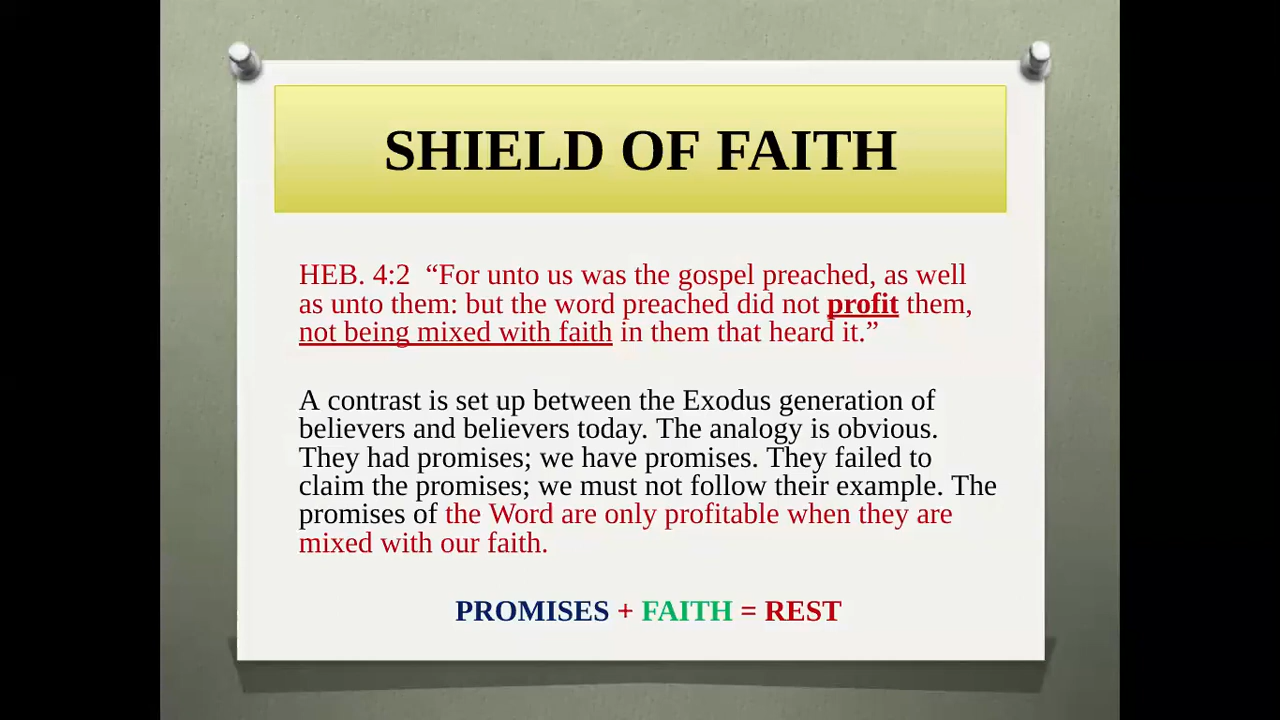 SHIELD OF FAITH
HEB. 4:2  “For unto us was the gospel preached, as well
as unto them: but the word preached did not profit them,
not being mixed with faith in them that heard it.”
A contrast is set up between the Exodus generation of
believers and believers today. The analogy is obvious.
They had promises; we have promises. They failed to
claim the promises; we must not follow their example. The
promises of the Word are only profitable when they are
mixed with our faith.
PROMISES + FAITH = REST